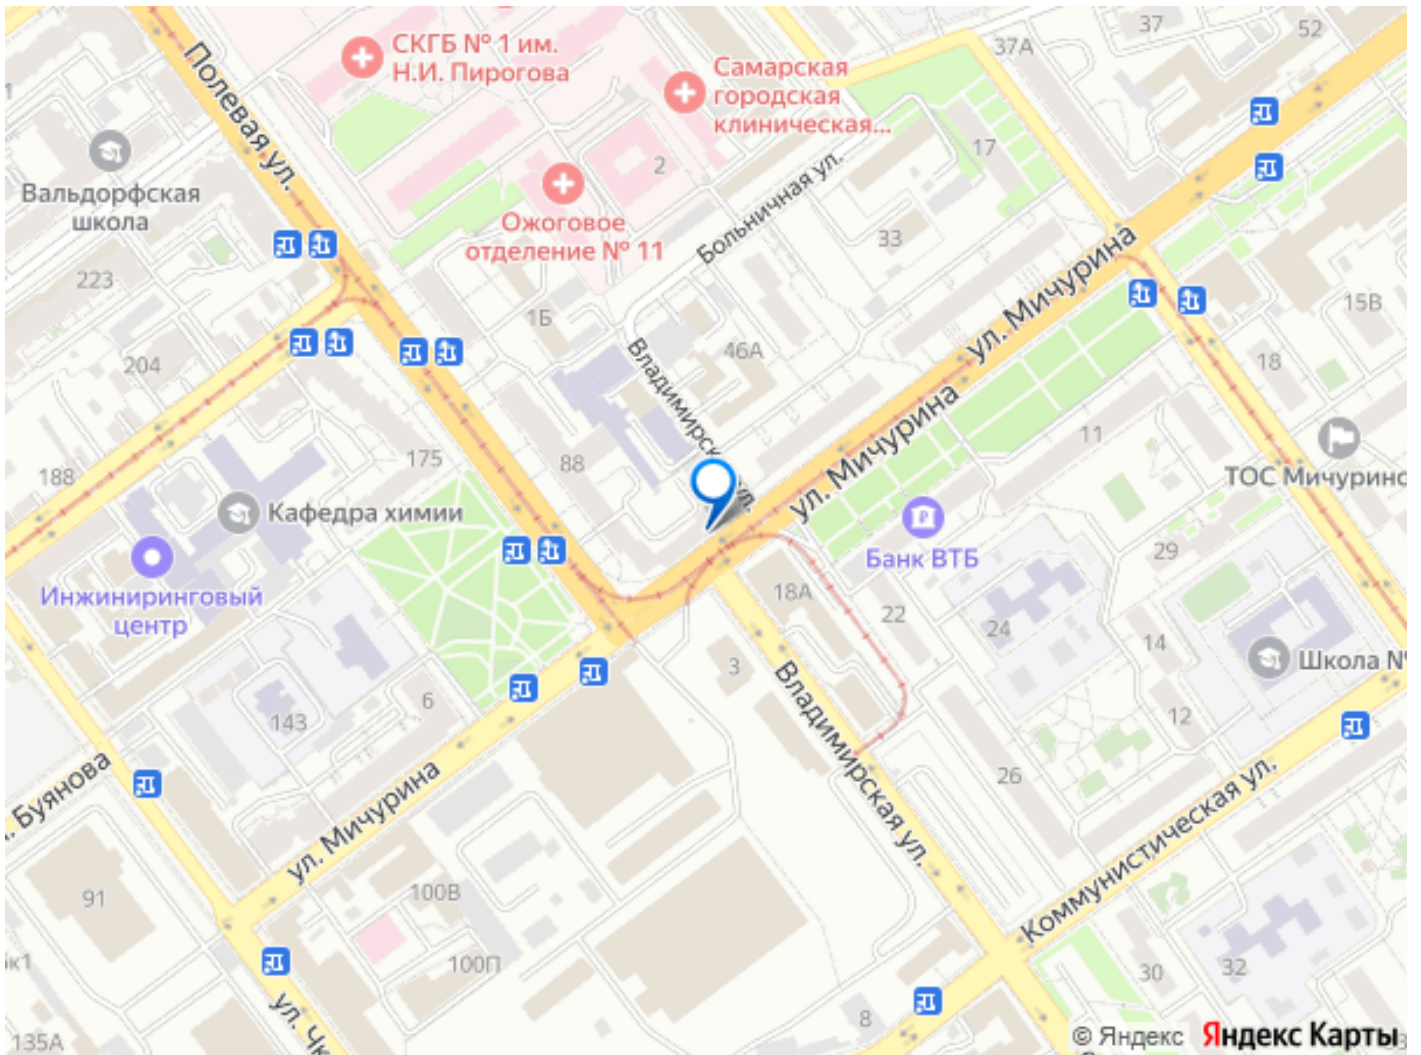 37
52
37А
СКГБ № 1 им.
Н.И. Пирогова
Самарская
городская
клиническая...
Полевая ул.
Вальдорфская
школа
2
17
Ожоговое
отделение № 11
Больничная ул.
33
223
1Б
15В
ул. Мичурина
204
46А
18
Владимирская ул.
ул. Мичурина
11
175
88
188
ТОС Мичуринс
Кафедра химии
Банк ВТБ
29
Инжиниринговый
центр
18А
22
24
14
Школа №
3
Владимирская ул.
6
143
12
26
. Буянова
ул. Мичурина
Коммунистическая ул.
91
100В
100П
к1
30
32
ул. Чк
8
135А
© Яндекс Яндекс Карты